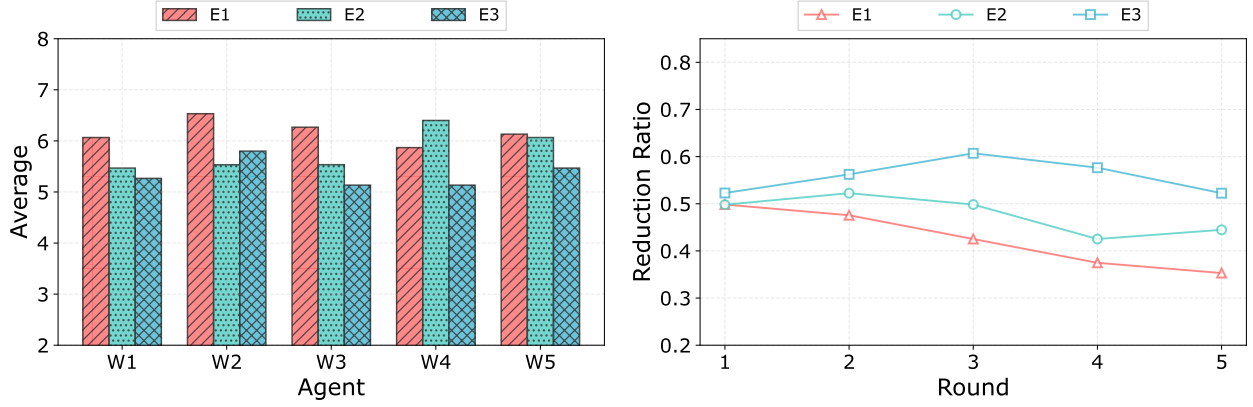 E1 E2 E3
8
7
6
5
4
3
2
Average
W1 W2 W3 W4 W5
Agent
E1 E2 E3
0.8
0.7
0.6
0.5
0.4
0.3
0.2
Reduction Ratio
1 2 3 4 5
Round